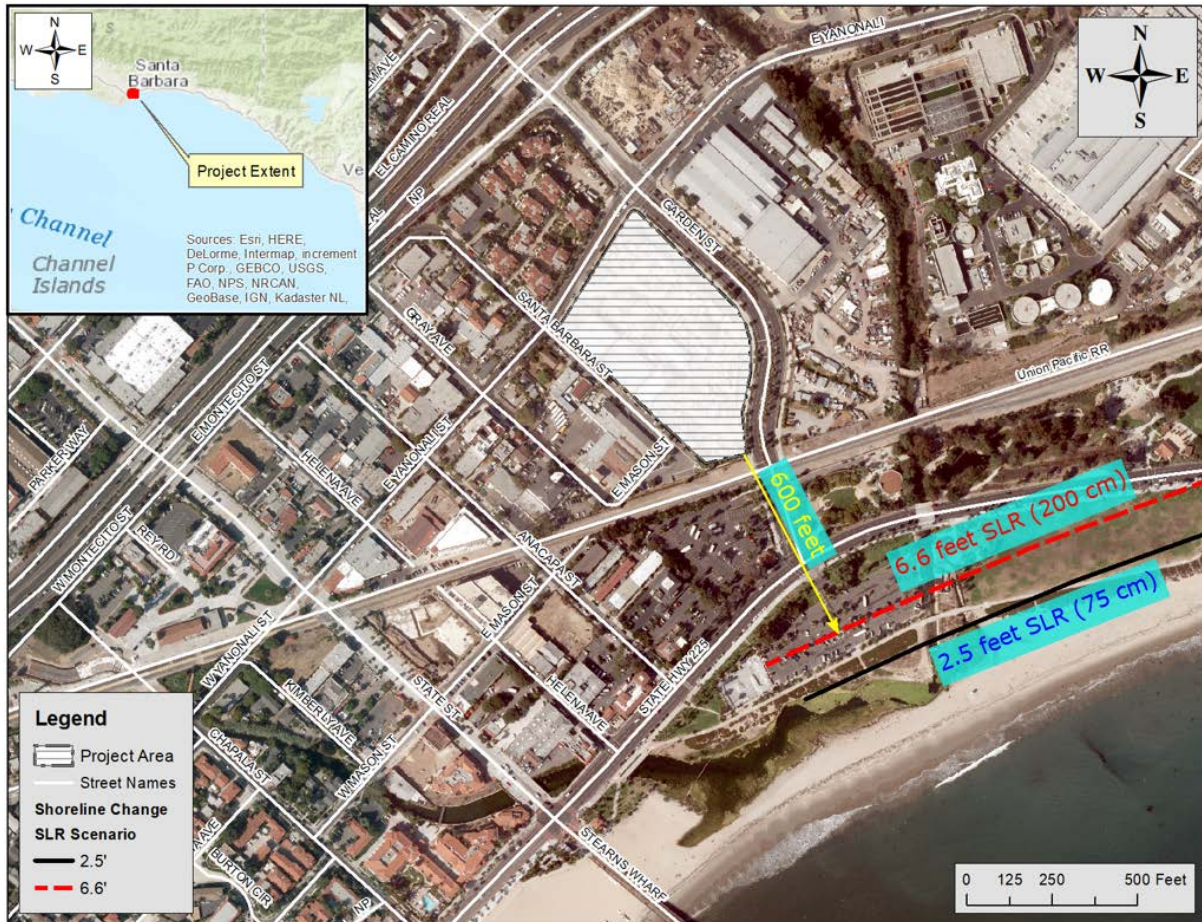 N
W E
S
Santa
Barbara
Project Extent
Channel
Channel
Islands
Ve
Sources: Esri, HERE,
DeLorme, Intermap, increment
P Corp., GEBCO, USGS,
FAO, NPS, NRCAN,
GeoBase, IGN, Kadaster NL,
N
W E
S
EL CAMINO REAL
NP
E YANONALI
GARDEN ST
SANTA BARBARA ST
GRAY AVE
E MONTECITO ST
Union Pacific RR
PARKER WAY
HELENA AVE
E YANONALI ST
E MASON ST
600 feet
6.6 feet SLR (200 cm)
2.5 feet SLR (75 cm)
W MONTECITO ST
REY RD
ANACAPA ST
E MASON ST
STATE HWY 225
HELENA AVE
W YANONALI ST
STATE ST
KIMBERLY AVE
W MASON ST
CHAPALA ST
BURTON CIR
NP
STEARNS WHARF
Legend
Project Area
Street Names
Shoreline Change
SLR Scenario
2.5'
6.6'
0 125 250 500 Feet